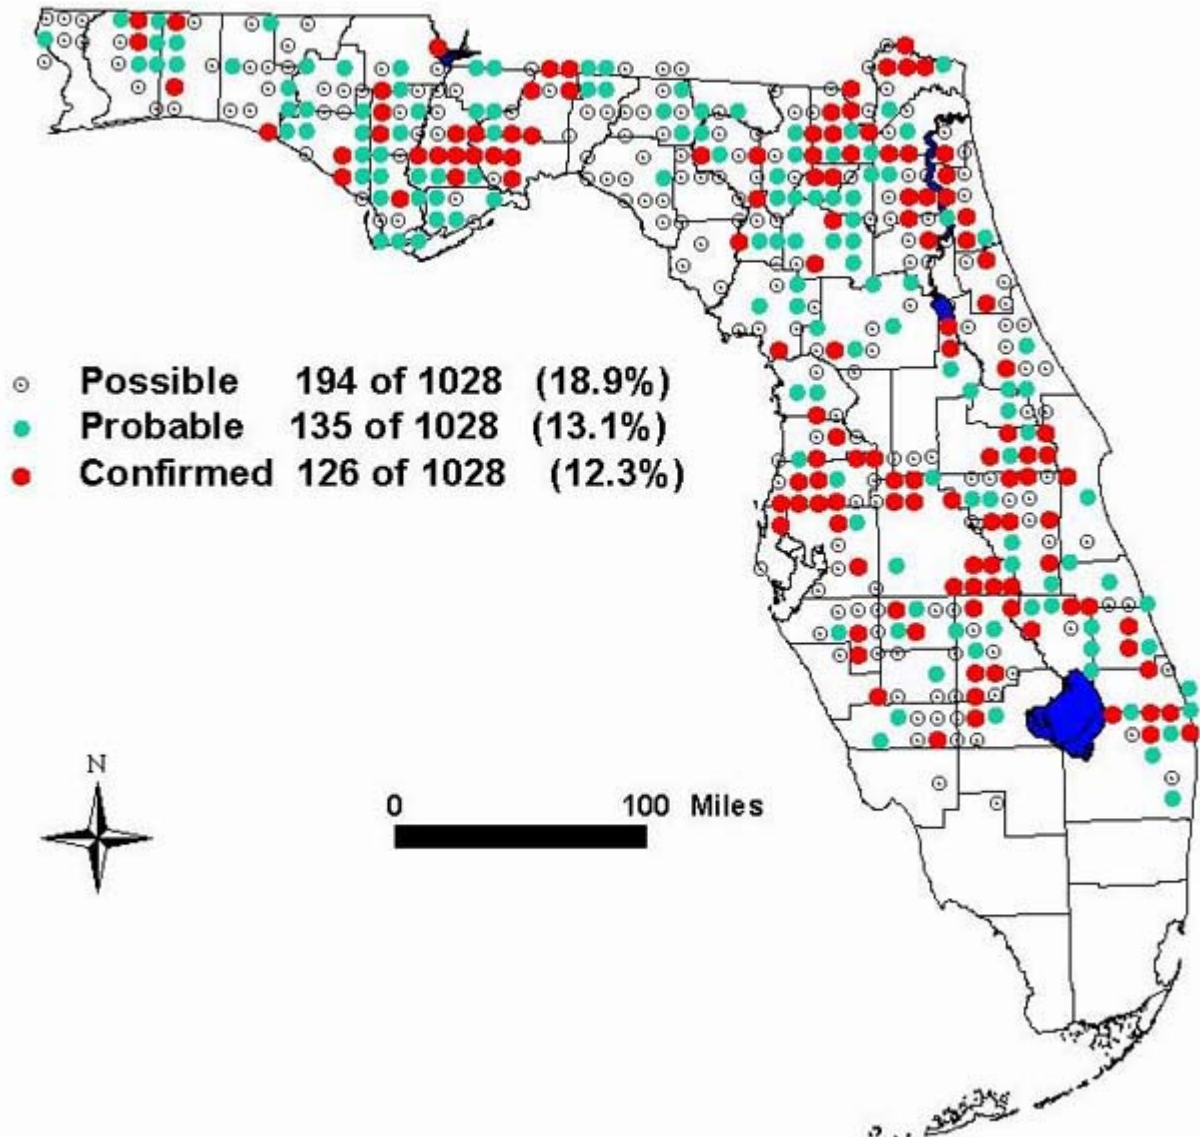 Possible 194 of 1028 (18.9%)
Probable 135 of 1028 (13.1%)
Confirmed 126 of 1028 (12.3%)
N
0 100 Miles